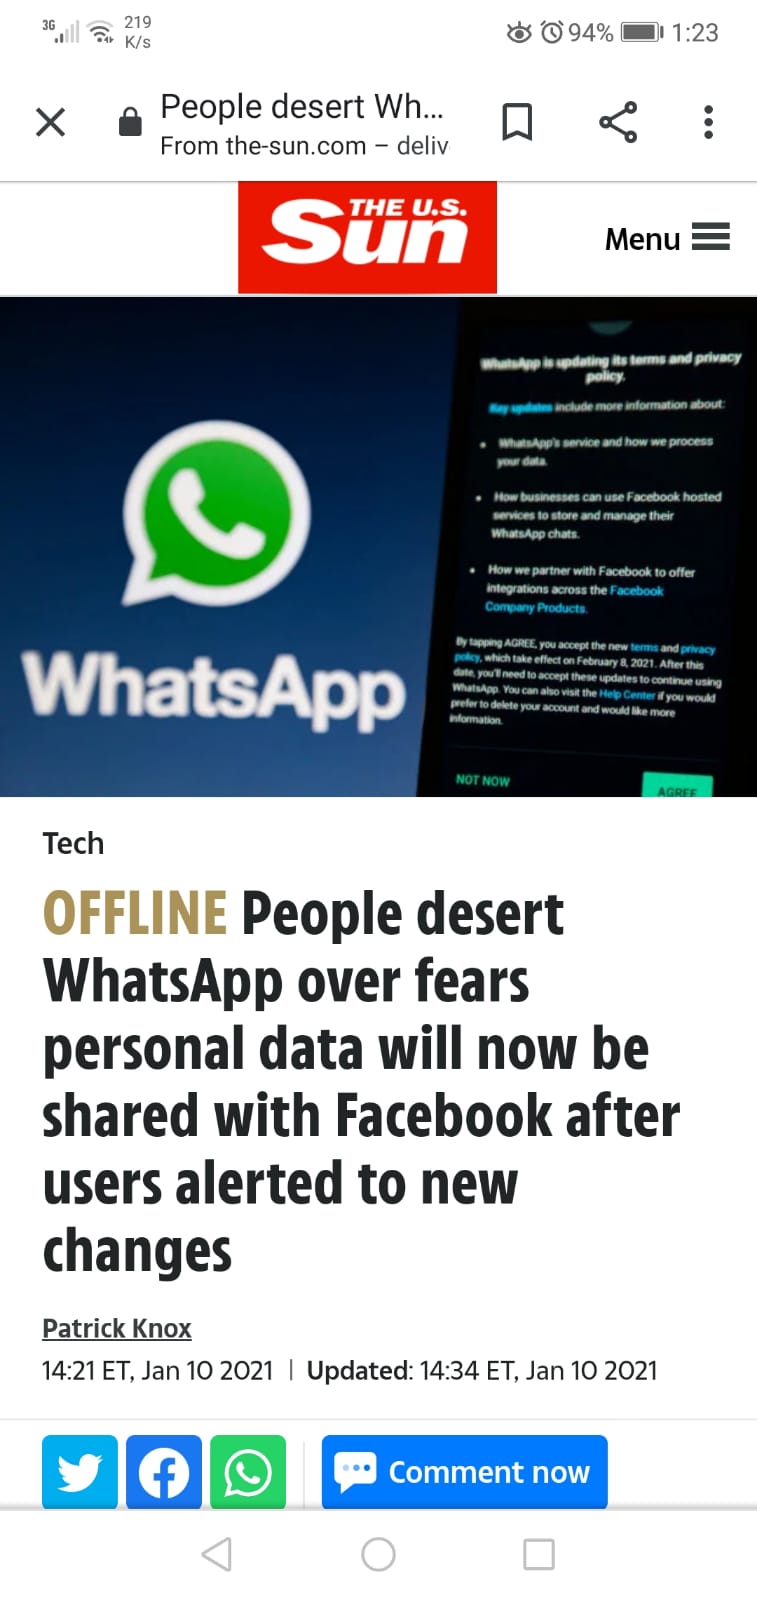 3G 219 K/s 94% 1:23
People desert Wh...
From the-sun.com – deliv
THE U.S.
Sun
Menu
WhatsApp is updating its terms and privacy
policy.
Key updates include more information about:
• WhatsApp's service and how we process
your data.
• How businesses can use Facebook hosted
services to store and manage their
WhatsApp chats.
• How we partner with Facebook to offer
integrations across the Facebook
Company Products.
By tapping AGREE, you accept the new terms and privacy
policy, which take effect on February 8, 2021. After this
date, you'll need to accept these updates to continue using
WhatsApp. You can also visit the Help Center if you would
prefer to delete your account and would like more
information.
NOT NOW
AGREE
WhatsApp
Tech
OFFLINE People desert
WhatsApp over fears
personal data will now be
shared with Facebook after
users alerted to new
changes
Patrick Knox
14:21 ET, Jan 10 2021 | Updated: 14:34 ET, Jan 10 2021
Comment now